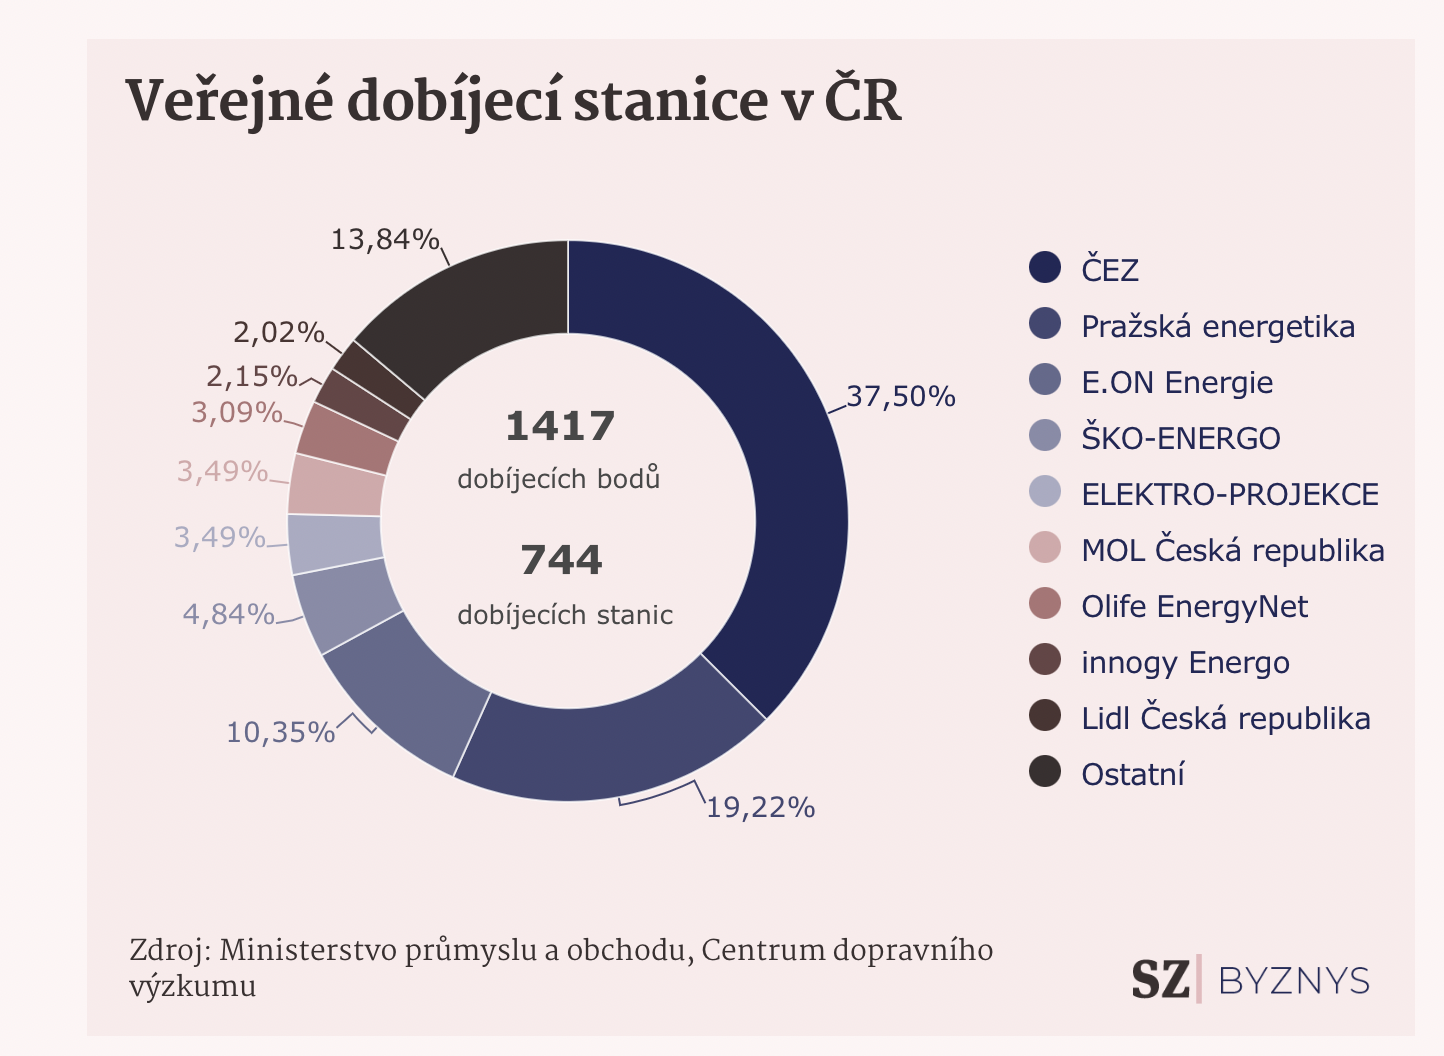 Veřejné dobíjecí stanice v ČR
13,84%
2,02%
2,15%
3,09%
3,49%
3,49%
4,84%
10,35%
19,22%
37,50%
1417
dobíjecích bodů
744
dobíjecích stanic
ČEZ
Pražská energetika
E.ON Energie
ŠKO-ENERGO
ELEKTRO-PROJEKCE
MOL Česká republika
Olife EnergyNet
innogy Energo
Lidl Česká republika
Ostatní
Zdroj: Ministerstvo průmyslu a obchodu, Centrum dopravního
výzkumu
SZ BYZNYS